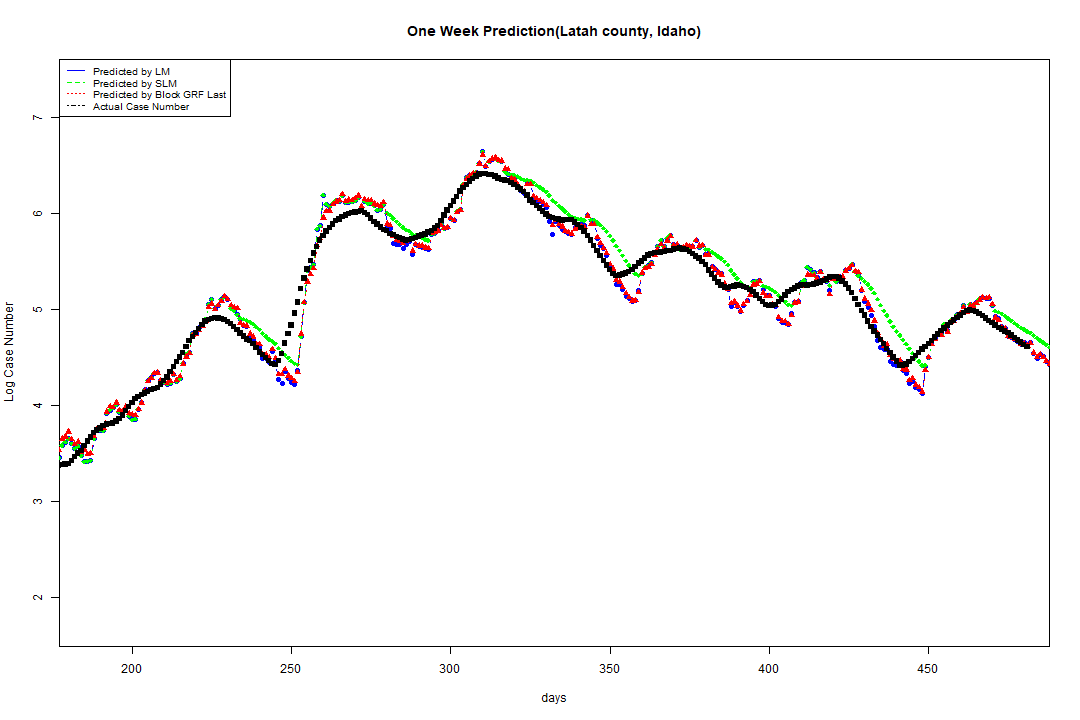 One Week Prediction(Latah county, Idaho)
Predicted by LM
Predicted by SLM
Predicted by Block GRF Last
Actual Case Number
7
6
5
4
3
2
Log Case Number
200 250 300 350 400 450
days